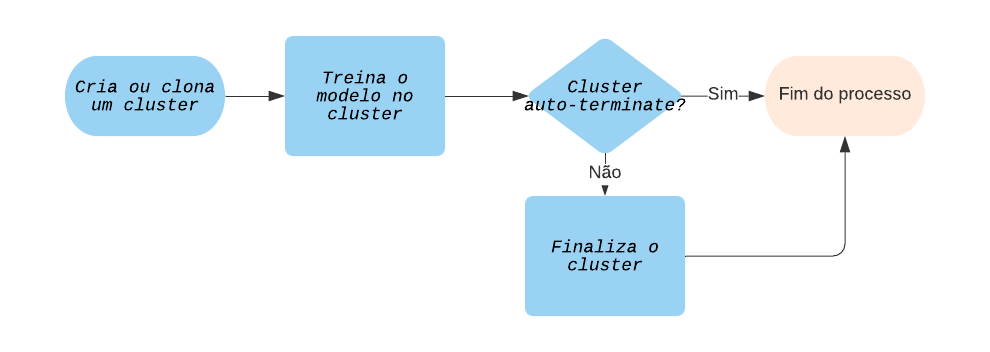 Cria ou clona
um cluster
Treina o
modelo no
cluster
Cluster
auto-terminate?
Sim
Fim do processo
Não
Finaliza o
cluster